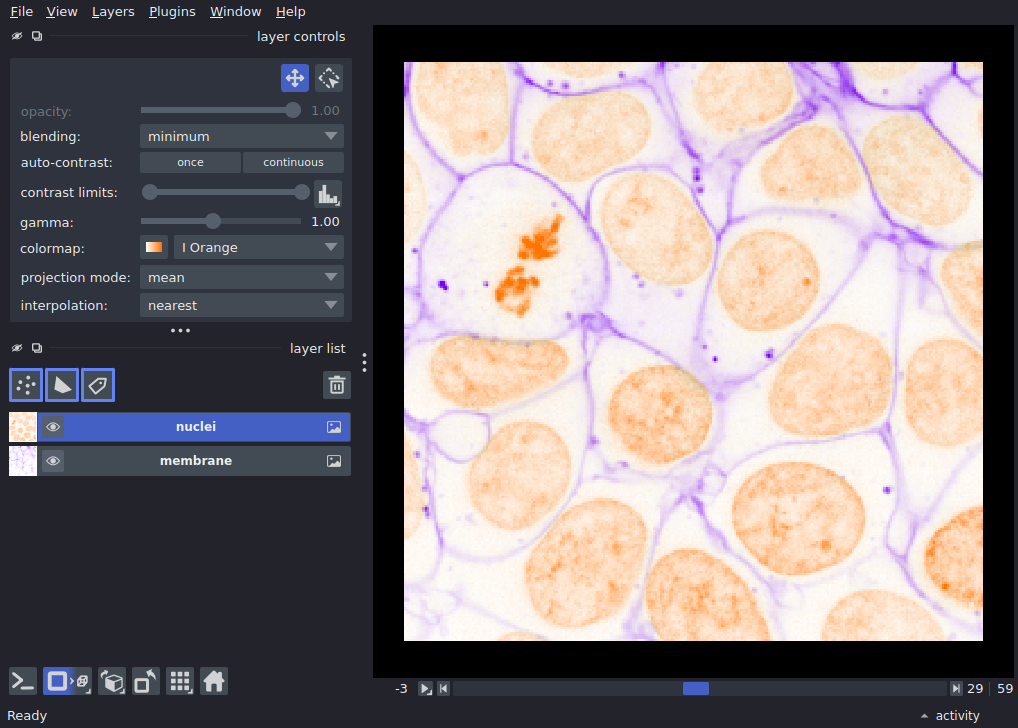 File View Layers Plugins Window Help
layer controls
opacity: 1.00
blending: minimum
auto-contrast: once continuous
contrast limits:
gamma: 1.00
colormap: I Orange
projection mode: mean
interpolation: nearest
layer list
nuclei
membrane
-3 29 59
Ready activity